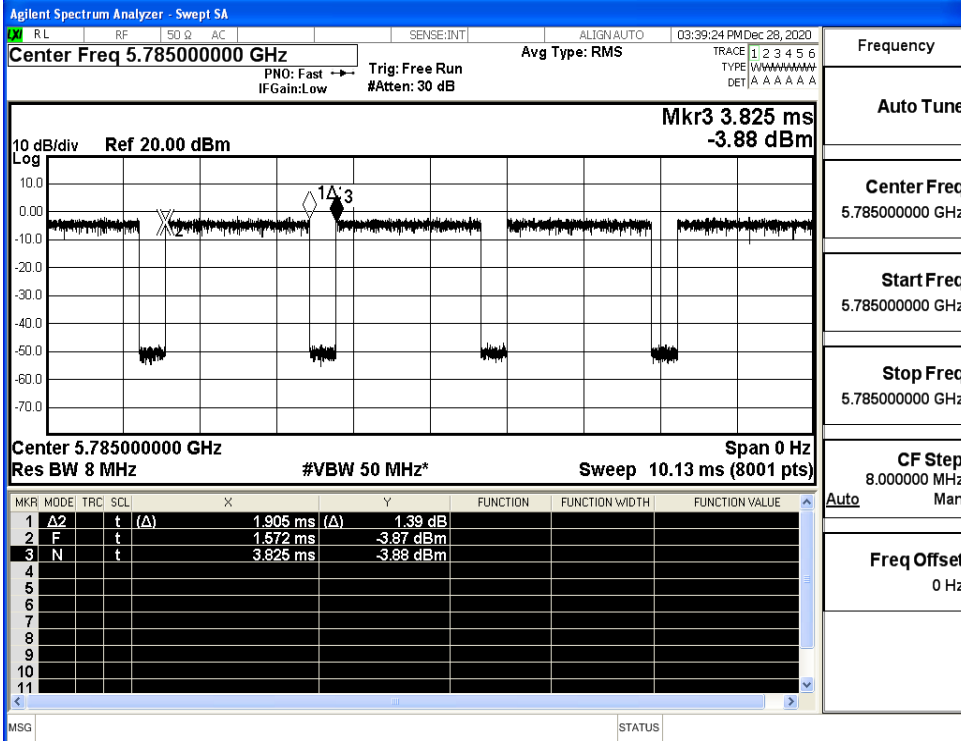 Agilent Spectrum Analyzer - Swept SA
LXI RL RF 50 Ω AC SENSE:INT ALIGN AUTO 03:39:24 PM Dec 28, 2020
Center Freq 5.785000000 GHz
PNO: Fast
IFGain:Low
Trig: Free Run
#Atten: 30 dB
Avg Type: RMS
TRACE 1 2 3 4 5 6
TYPE WWWWWW
DET A A A A A A
Mkr3 3.825 ms
-3.88 dBm
10 dB/div Ref 20.00 dBm
Log
10.0
0.00
-10.0
-20.0
-30.0
-40.0
-50.0
-60.0
-70.0
1Δ 3
2
Center 5.785000000 GHz Span 0 Hz
Res BW 8 MHz #VBW 50 MHz* Sweep 10.13 ms (8001 pts)
MKR MODE TRC SCL X Y FUNCTION FUNCTION WIDTH FUNCTION VALUE
1 Δ2 t (Δ) 1.905 ms (Δ) 1.39 dB
2 F t 1.572 ms -3.87 dBm
3 N t 3.825 ms -3.88 dBm
4
5
6
7
8
9
10
11
MSG STATUS
Frequency
Auto Tune
Center Freq
5.785000000 GHz
Start Freq
5.785000000 GHz
Stop Freq
5.785000000 GHz
CF Step
8.000000 MHz
Auto Man
Freq Offset
0 Hz